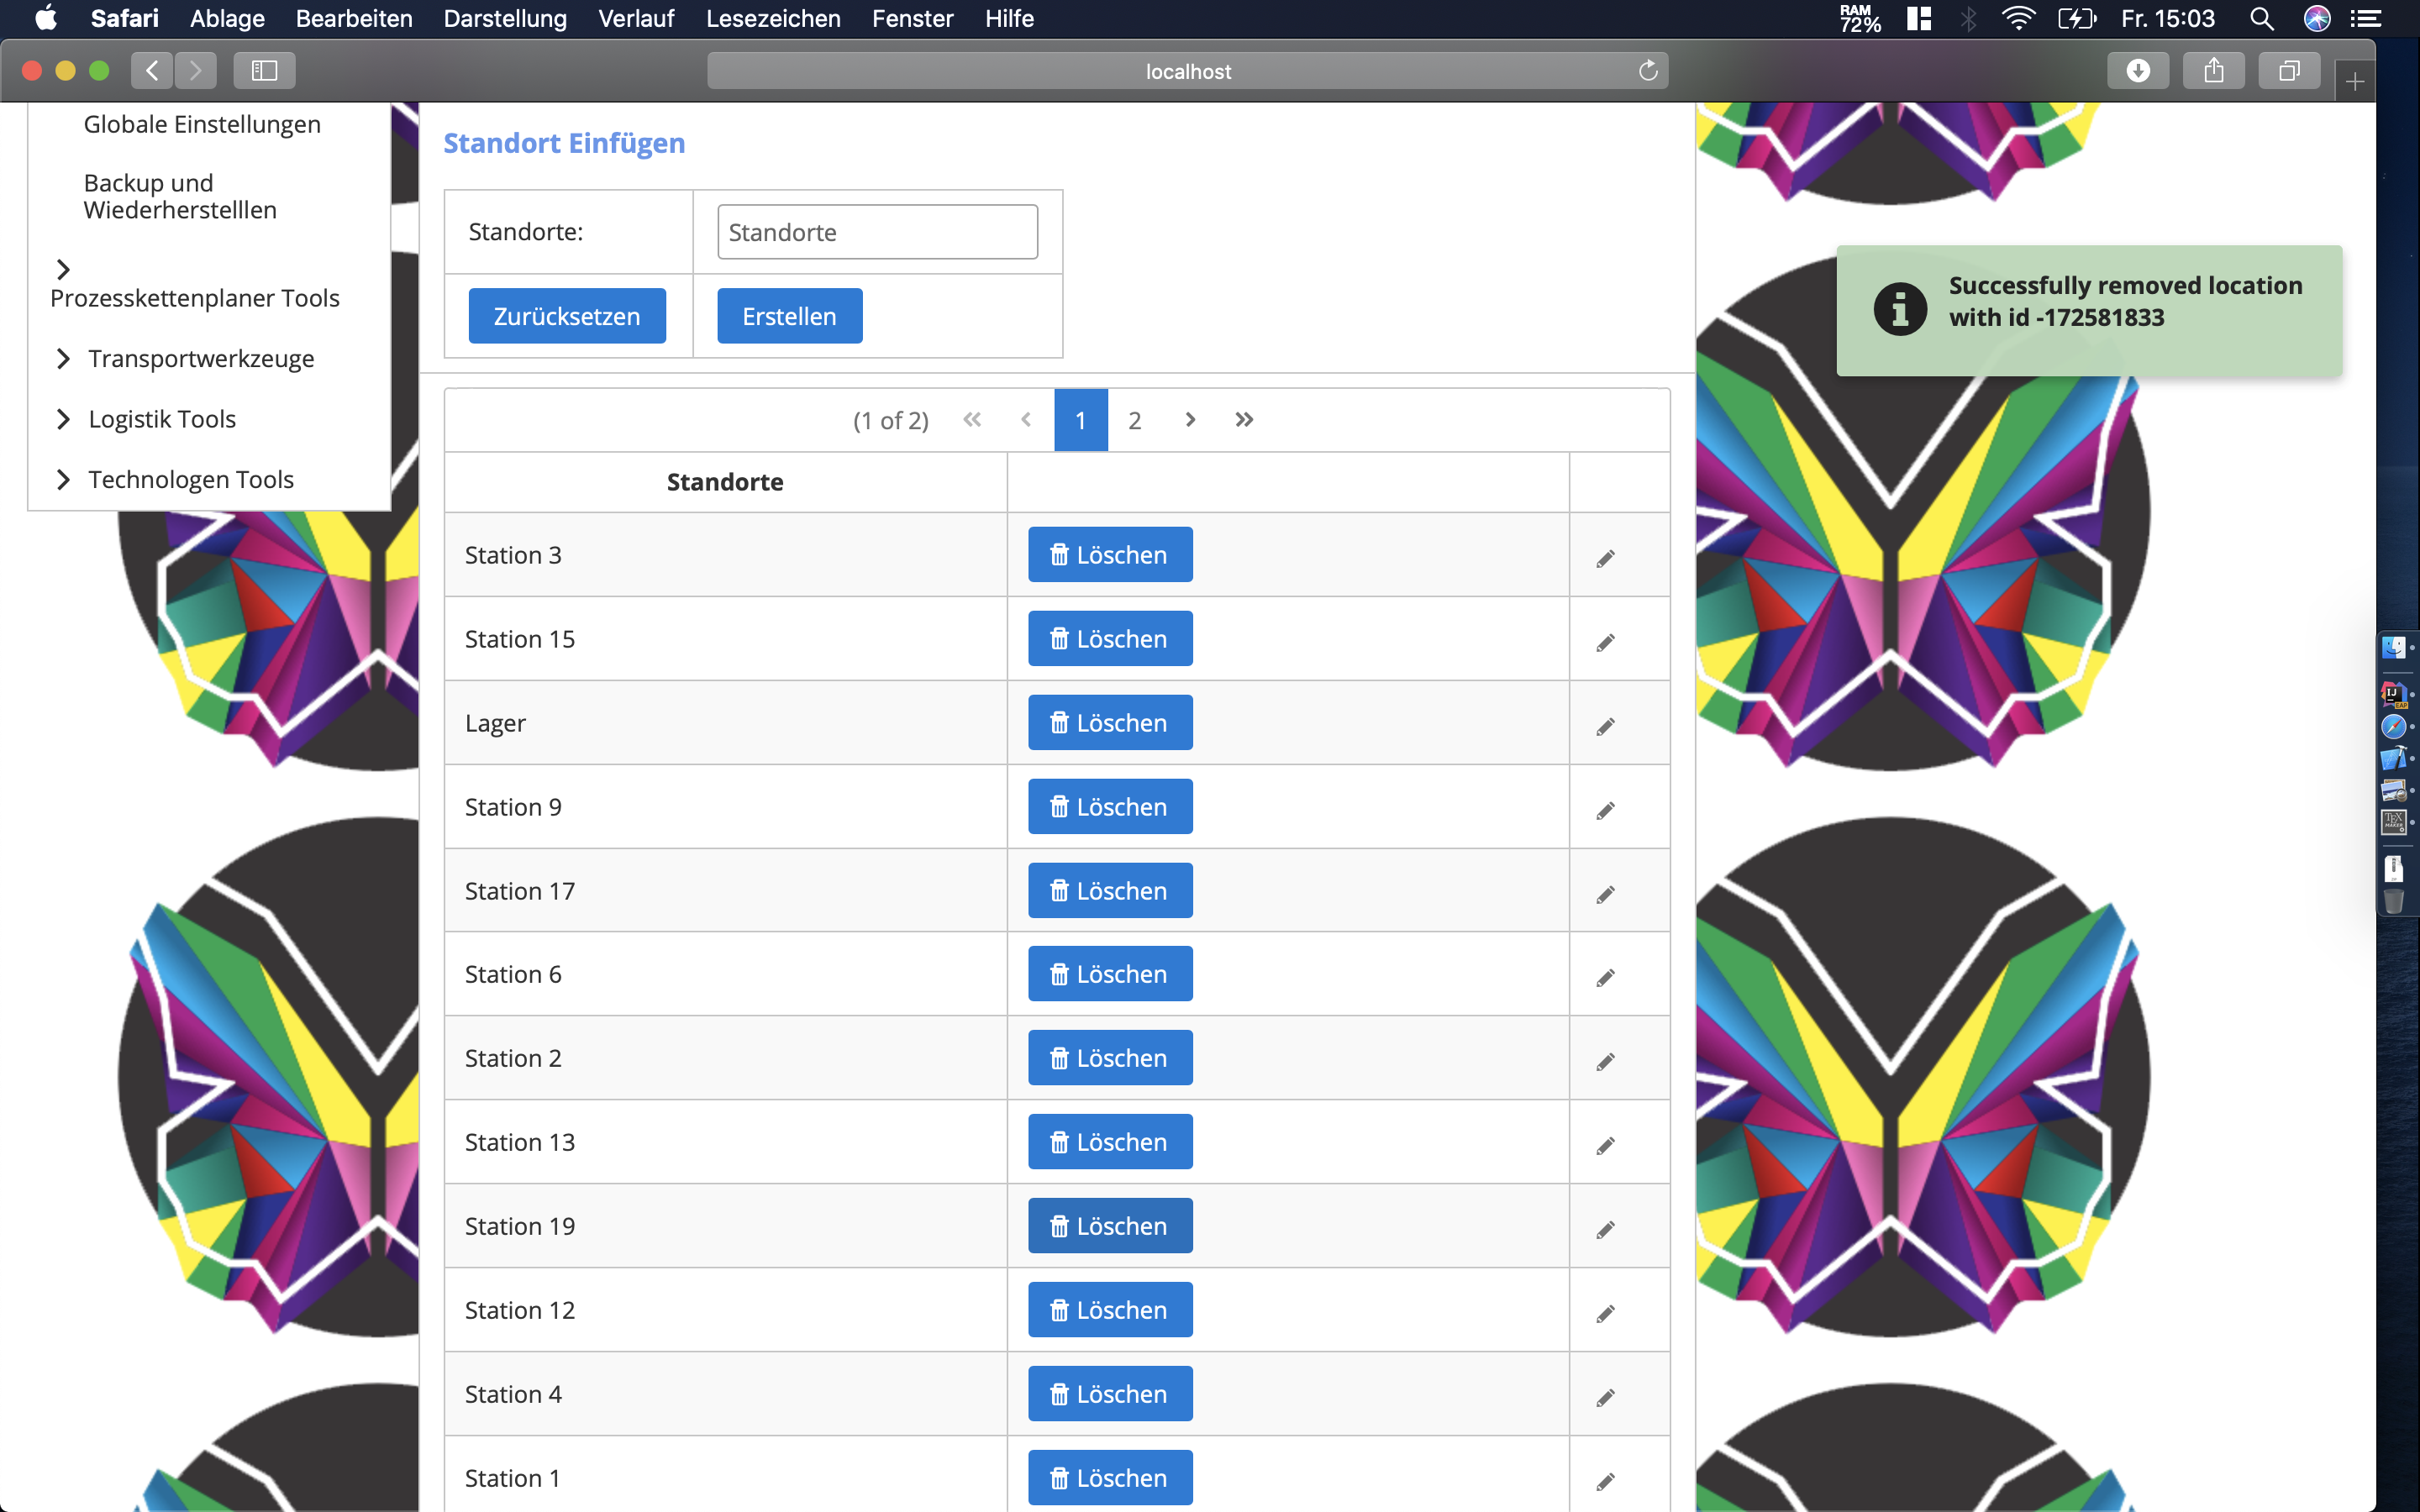 Safari Ablage Bearbeiten Darstellung Verlauf Lesezeichen Fenster Hilfe RAM 72% Fr. 15:03
localhost
Globale Einstellungen
Backup und
Wiederherstelllen
Prozesskettenplaner Tools
Transportwerkzeuge
Logistik Tools
Technologen Tools
Standort Einfügen
Standorte: Standorte
Zurücksetzen Erstellen
Successfully removed location
with id -172581833
(1 of 2) 1 2
Standorte
Station 3 Löschen
Station 15 Löschen
Lager Löschen
Station 9 Löschen
Station 17 Löschen
Station 6 Löschen
Station 2 Löschen
Station 13 Löschen
Station 19 Löschen
Station 12 Löschen
Station 4 Löschen
Station 1 Löschen
IJ
EAP
TEX